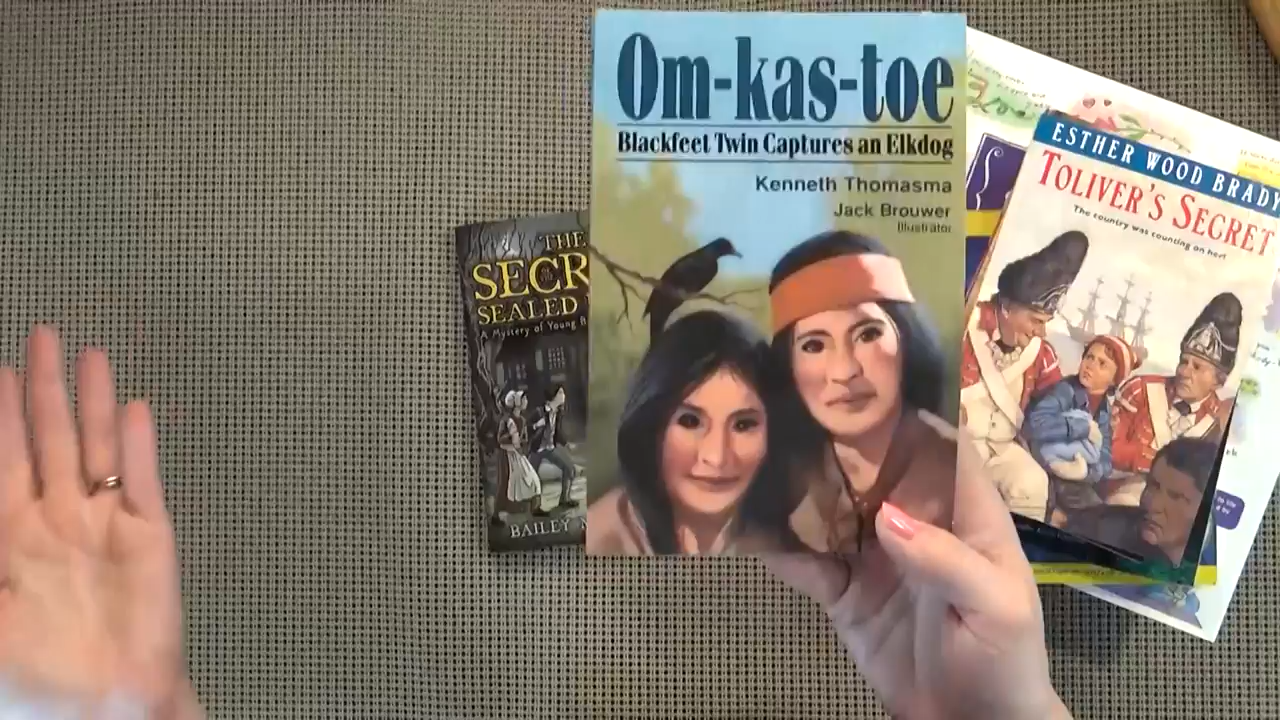 Om-kas-toe
Blackfeet Twin Captures an Elkdog
Kenneth Thomasma
Jack Brouwer
Illustrator
THE
SECR
SEALED
A Mystery of Young B
BAILEY
ESTHER WOOD BRADY
TOLIVER'S SECRET
The country was counting on her!